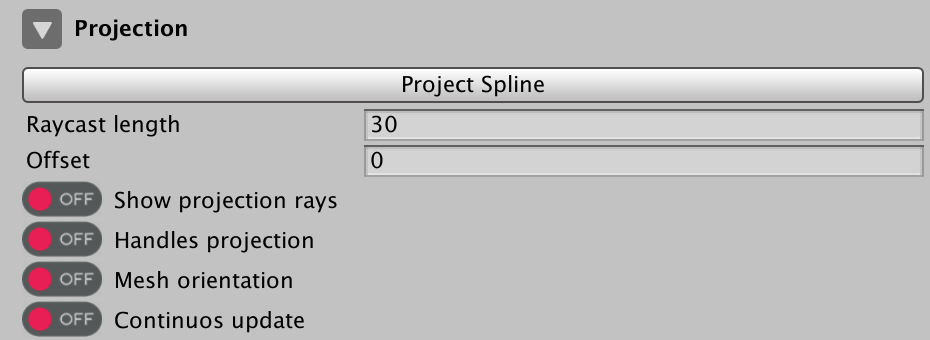 Projection
Project Spline
Raycast length 30
Offset 0
OFF Show projection rays
OFF Handles projection
OFF Mesh orientation
OFF Continuos update